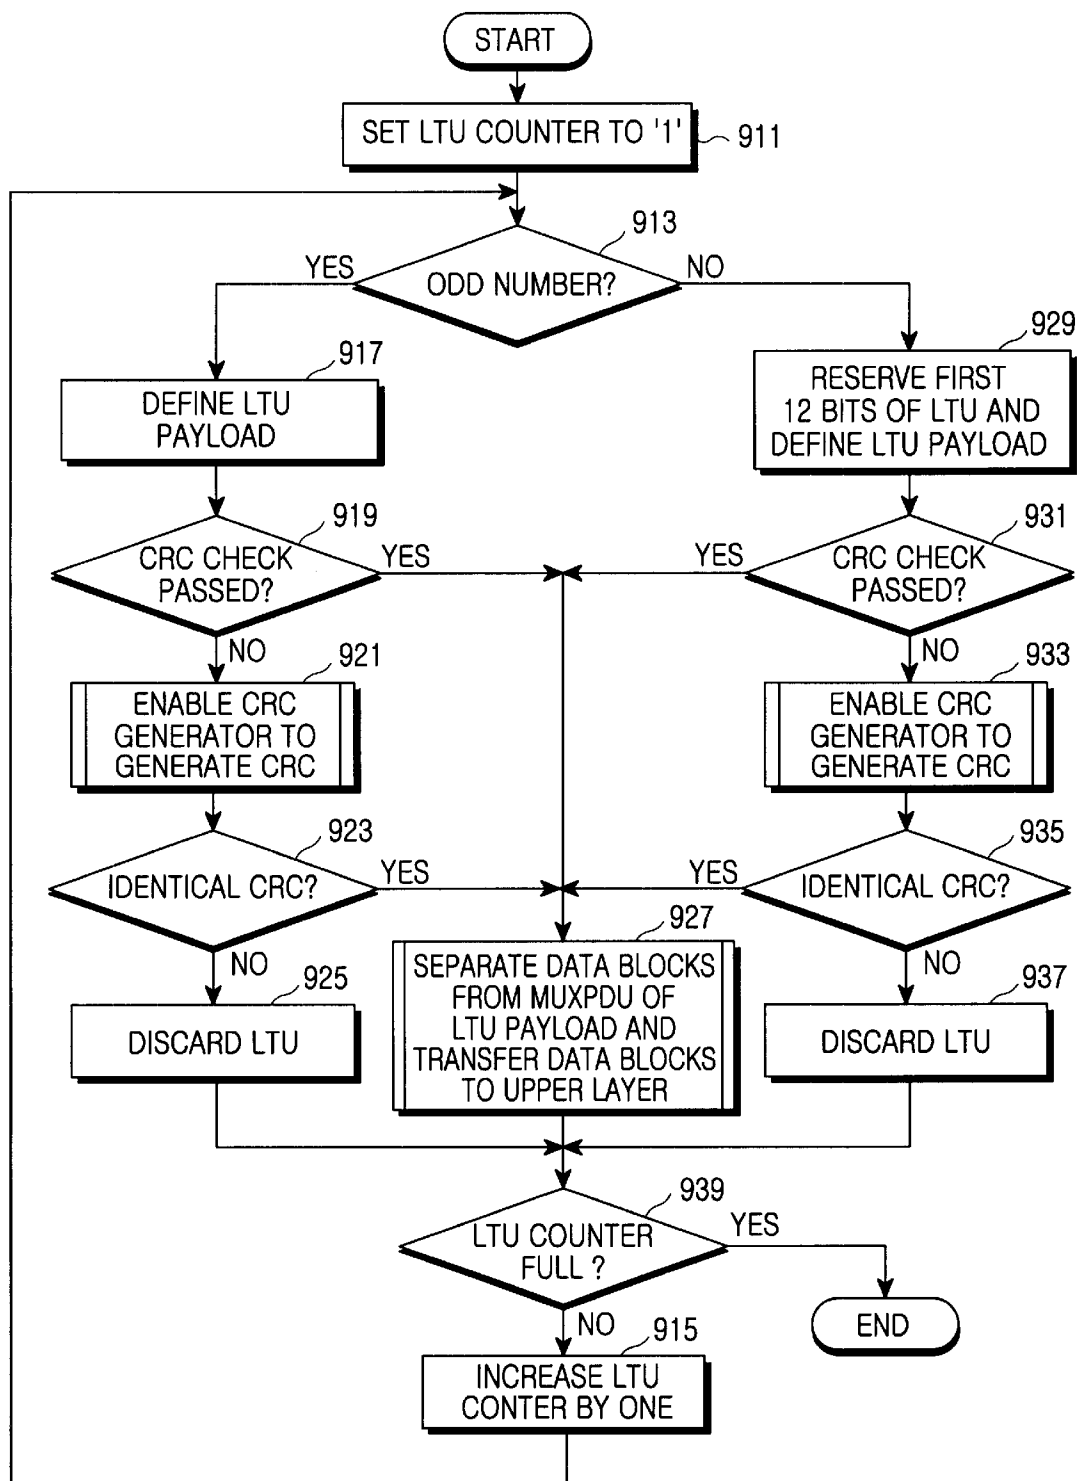 START
SET LTU COUNTER TO '1'
911
913
YES
ODD NUMBER?
NO
917
929
DEFINE LTU
PAYLOAD
RESERVE FIRST
12 BITS OF LTU AND
DEFINE LTU PAYLOAD
919
931
CRC CHECK
PASSED?
YES
YES
CRC CHECK
PASSED?
NO
NO
921
933
ENABLE CRC
GENERATOR TO
GENERATE CRC
ENABLE CRC
GENERATOR TO
GENERATE CRC
923
935
IDENTICAL CRC?
YES
YES
IDENTICAL CRC?
NO
NO
925
927
937
DISCARD LTU
SEPARATE DATA BLOCKS
FROM MUXPDU OF
LTU PAYLOAD AND
TRANSFER DATA BLOCKS
TO UPPER LAYER
DISCARD LTU
939
LTU COUNTER
FULL ?
YES
END
NO
915
INCREASE LTU
CONTER BY ONE